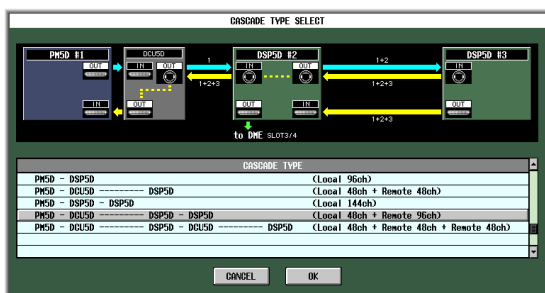 CASCADE TYPE SELECT
PM5D #1 DCU5D DSP5D #2 DSP5D #3
OUT IN OUT 1 IN OUT 1+2 IN
1+2+3 1+2+3
IN OUT OUT IN OUT
1+2+3
to DME SLOT3/4
CASCADE TYPE
PM5D - DSP5D (Local 96ch)
PM5D - DCU5D --------- DSP5D (Local 48ch + Remote 48ch)
PM5D - DSP5D - DSP5D (Local 144ch)
PM5D - DCU5D --------- DSP5D - DSP5D (Local 48ch + Remote 96ch)
PM5D - DCU5D --------- DSP5D - DCU5D --------- DSP5D (Local 48ch + Remote 48ch + Remote 48ch)
CANCEL OK